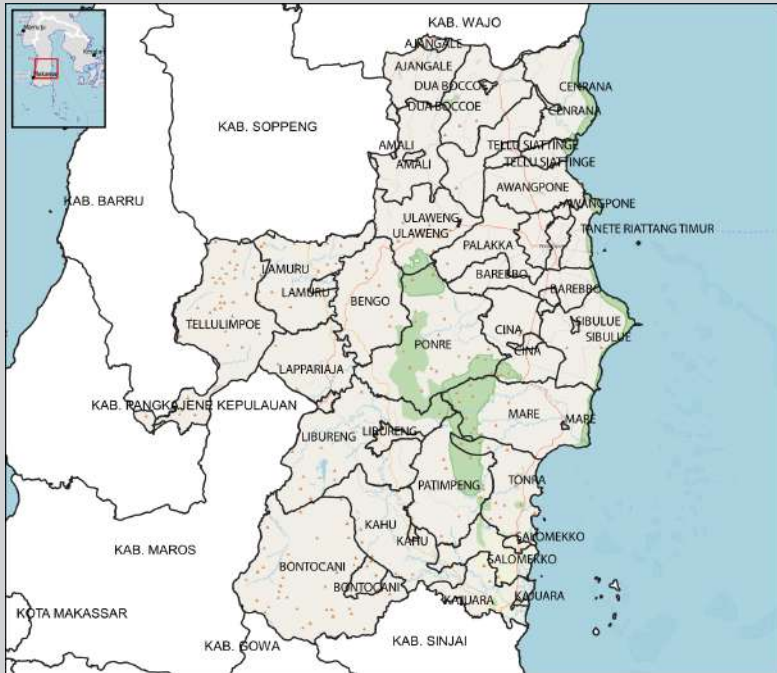 KAB. WAJO
AJANGALE
AJANGALE
DUA BOCCOE
CENRANA
DUA BOCCOE
CENRANA
KAB. SOPPENG
AMALI
TELLU SIATTINGE
AMALI
TELLU SIATTINGE
AWANGPONE
KAB. BARRU
AWANGPONE
ULAWENG
TANETE RIATTANG TIMUR
ULAWENG
PALAKKA
LAMURU
BAREBBO
LAMURU
BENGO
BAREBBO
TELLULIMPOE
CINA
SIBULUE
SIBULUE
PONRE
CINA
LAPPARIAJA
KAB. PANGKAJENE KEPULAUAN
MARE
MARE
LIBURENG
LIBURENG
PATIMPENG
TONRA
KAHU
SALOMEKKO
KAHU
KAB. MAROS
SALOMEKKO
BONTOCANI
BONTOCANI
KAJUARA
KAJUARA
KOTA MAKASSAR
KAB. GOWA
KAB. SINJAI